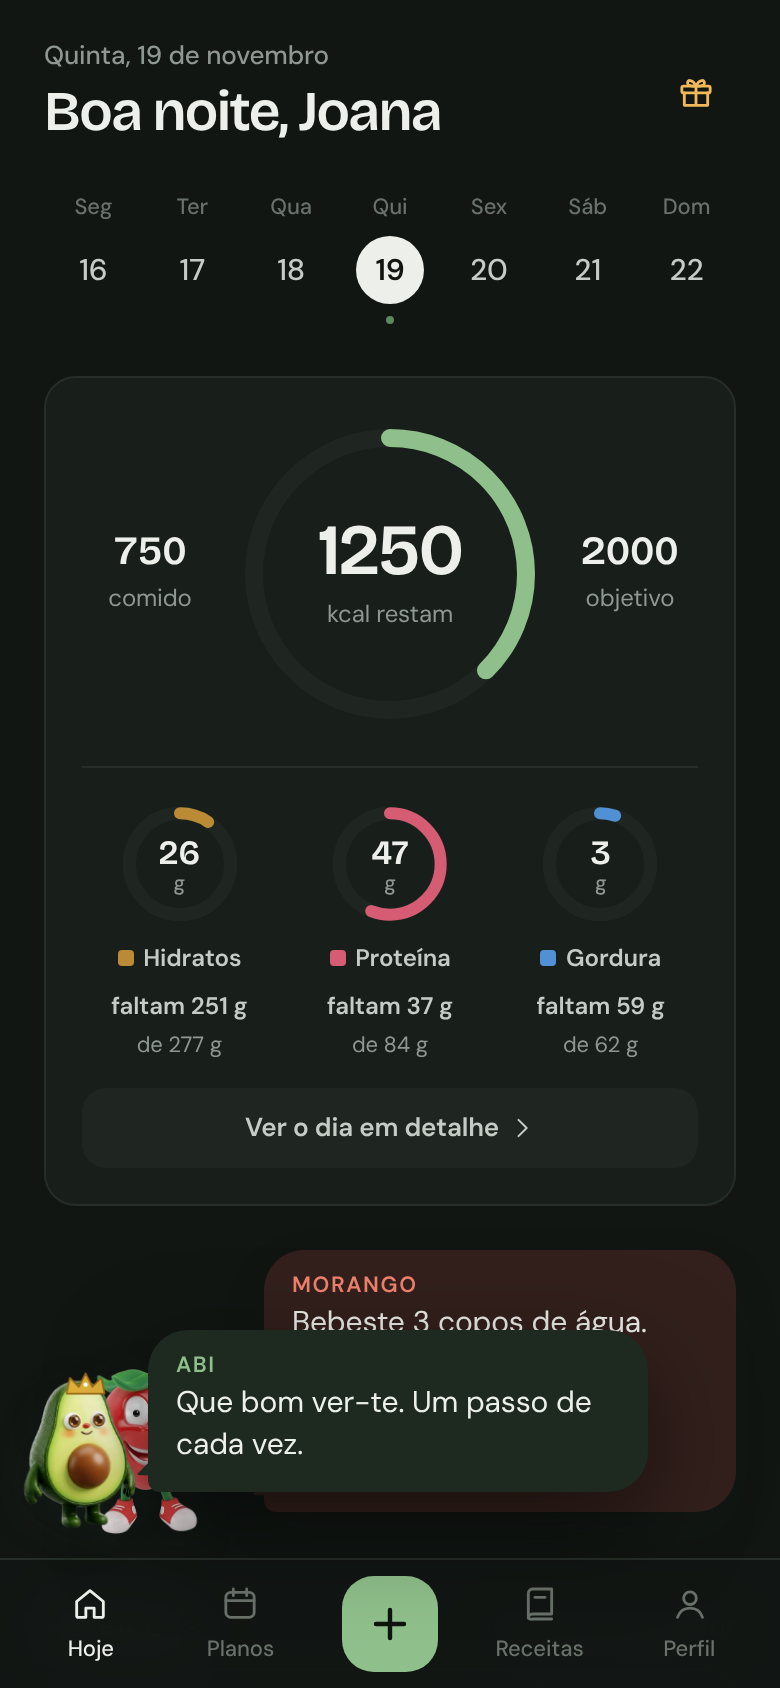 Quinta, 19 de novembro
Boa noite, Joana
Seg Ter Qua Qui Sex Sáb Dom
16 17 18 19 20 21 22
750
comido
1250
kcal restam
2000
objetivo
26
g
47
g
3
g
Hidratos
Proteína
Gordura
faltam 251 g
faltam 37 g
faltam 59 g
de 277 g
de 84 g
de 62 g
Ver o dia em detalhe
MORANGO
Bebeste 3 copos de água.
ABI
Que bom ver-te. Um passo de
cada vez.
Hoje
Planos
Receitas
Perfil